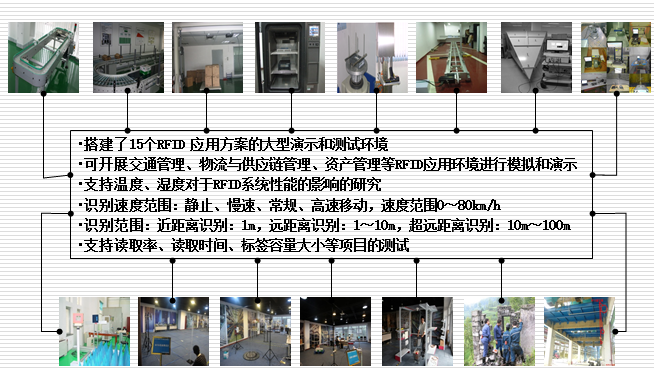 ·搭建了15个RFID 应用方案的大型演示和测试环境
·可开展交通管理、物流与供应链管理、资产管理等RFID应用环境进行模拟和演示
·支持温度、湿度对于RFID系统性能的影响的研究
·识别速度范围：静止、慢速、常规、高速移动，速度范围0～80km/h
·识别范围：近距离识别：1m，远距离识别：1～10m，超远距离识别：10m～100m
·支持读取率、读取时间、标签容量大小等项目的测试